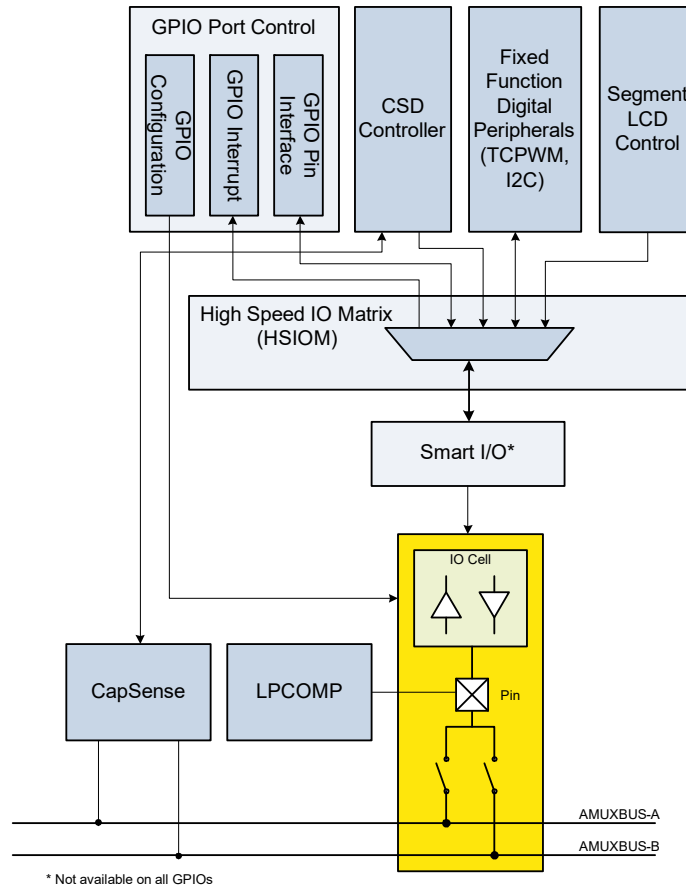 GPIO Port Control
GPIO
Configuration
GPIO Interrupt
GPIO Pin
Interface
CSD
Controller
Fixed
Function
Digital
Peripherals
(TCPWM,
I2C)
Segment
LCD
Control
High Speed IO Matrix
(HSIOM)
Smart I/O*
IO Cell
CapSense
LPCOMP
Pin
AMUXBUS-A
AMUXBUS-B
* Not available on all GPIOs